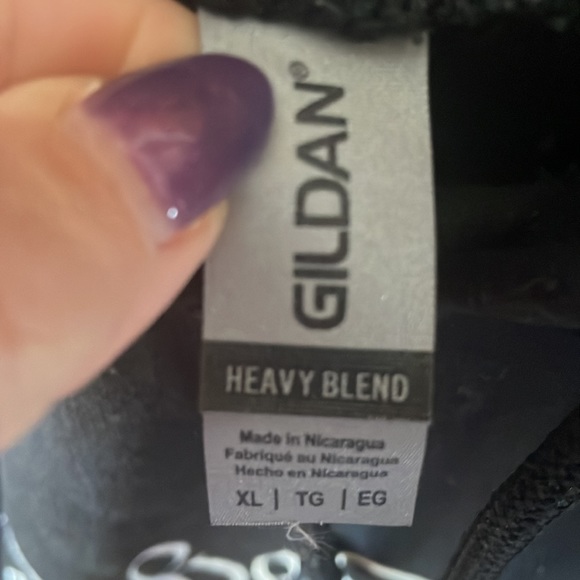 GILDAN®
HEAVY BLEND
Made in Nicaragua
Fabriqué au Nicaragua
Hecho en Nicaragua
XL | TG | EG